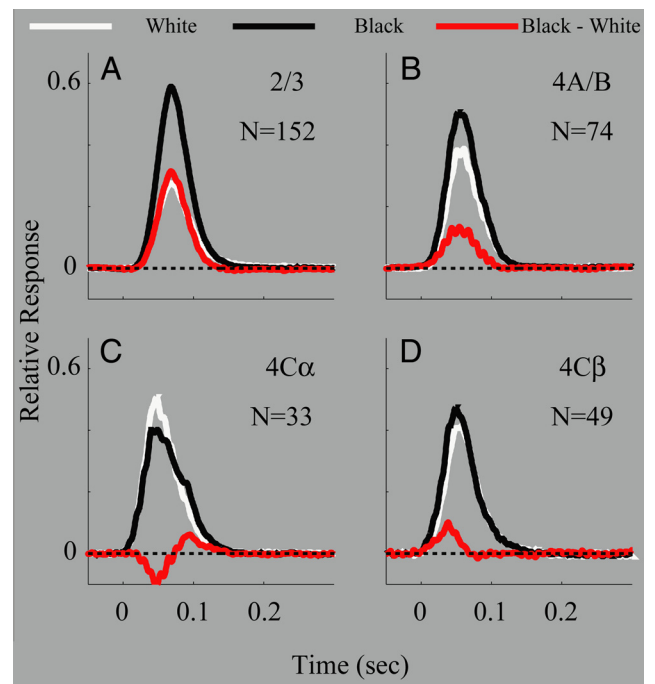 White Black Black - White
A 2/3
N=152
B 4A/B
N=74
0.6
0
C 4Cα
N=33
D 4Cβ
N=49
0.6
0
0 0.1 0.2
0 0.1 0.2
Relative Response
Time (sec)